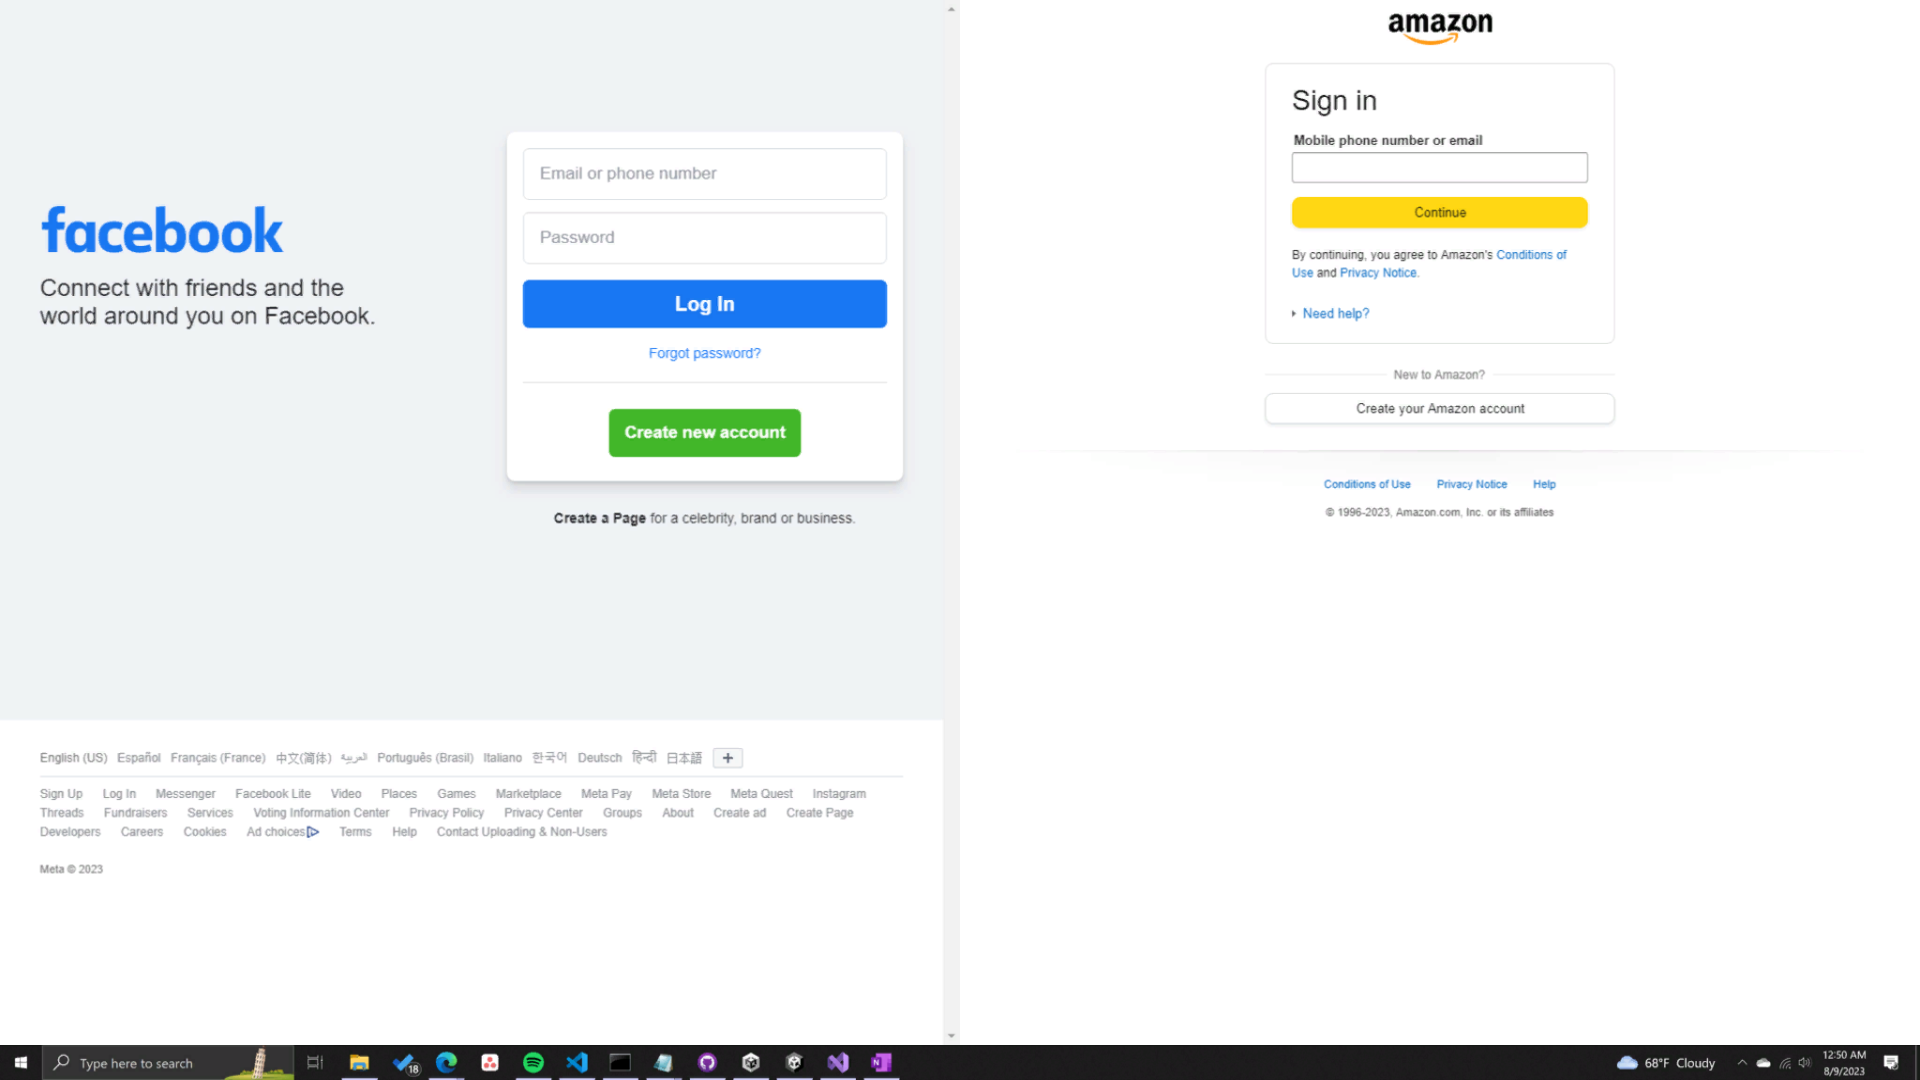 facebook
Connect with friends and the
world around you on Facebook.
Email or phone number
Password
Log In
Forgot password?
Create new account
Create a Page for a celebrity, brand or business.
English (US) Español Français (France) 中文(简体) العربية Português (Brasil) Italiano 한국어 Deutsch हिन्दी 日本語 +
Sign Up Log In Messenger Facebook Lite Video Places Games Marketplace Meta Pay Meta Store Meta Quest Instagram
Threads Fundraisers Services Voting Information Center Privacy Policy Privacy Center Groups About Create ad Create Page
Developers Careers Cookies Ad choices Terms Help Contact Uploading & Non-Users
Meta © 2023
amazon
Sign in
Mobile phone number or email
Continue
By continuing, you agree to Amazon's Conditions of
Use and Privacy Notice.
Need help?
New to Amazon?
Create your Amazon account
Conditions of Use Privacy Notice Help
© 1996-2023, Amazon.com, Inc. or its affiliates
Type here to search
18
N
68°F Cloudy
12:50 AM
8/9/2023